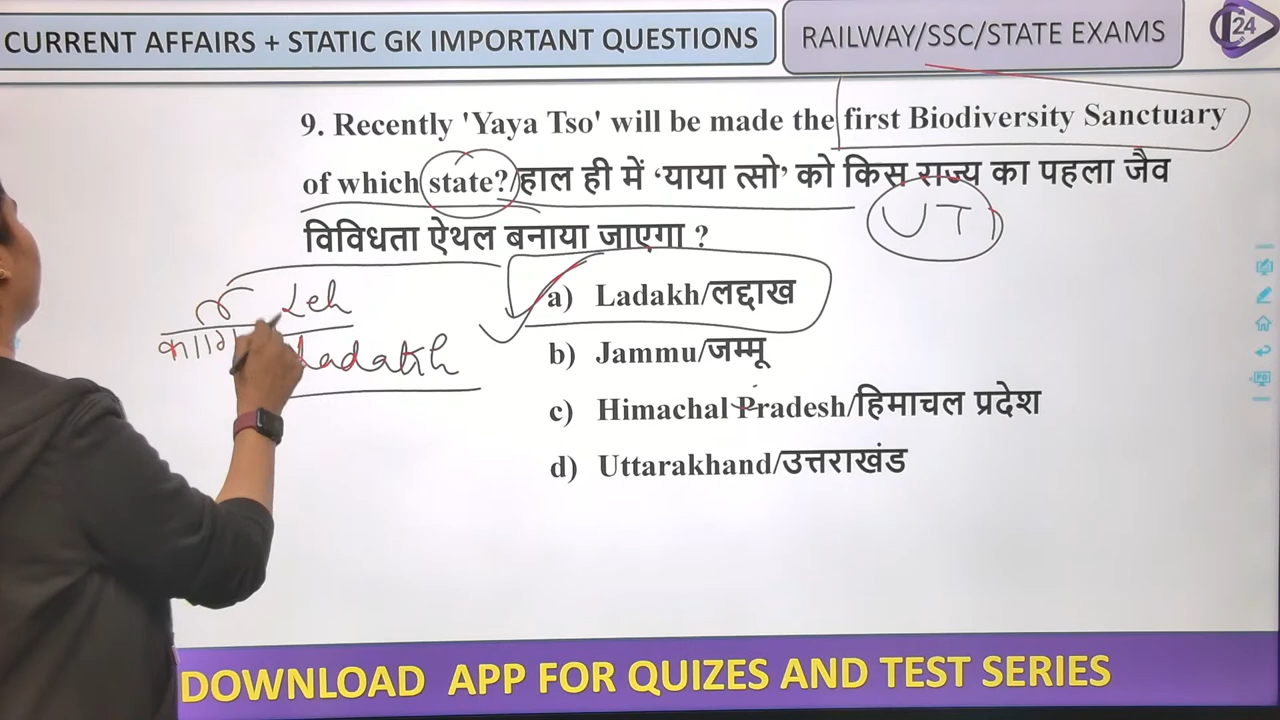 CURRENT AFFAIRS + STATIC GK IMPORTANT QUESTIONS
RAILWAY/SSC/STATE EXAMS
24
9. Recently 'Yaya Tso' will be made the first Biodiversity Sanctuary
of which state?/हाल ही में ‘याया त्सो’ को किस राज्य का पहला जैव
विविधता ऐथल बनाया जाएगा ?
UT
Leh
Ladakh
a) Ladakh/लद्दाख
b) Jammu/जम्मू
c) Himachal Pradesh/हिमाचल प्रदेश
d) Uttarakhand/उत्तराखंड
DOWNLOAD APP FOR QUIZES AND TEST SERIES